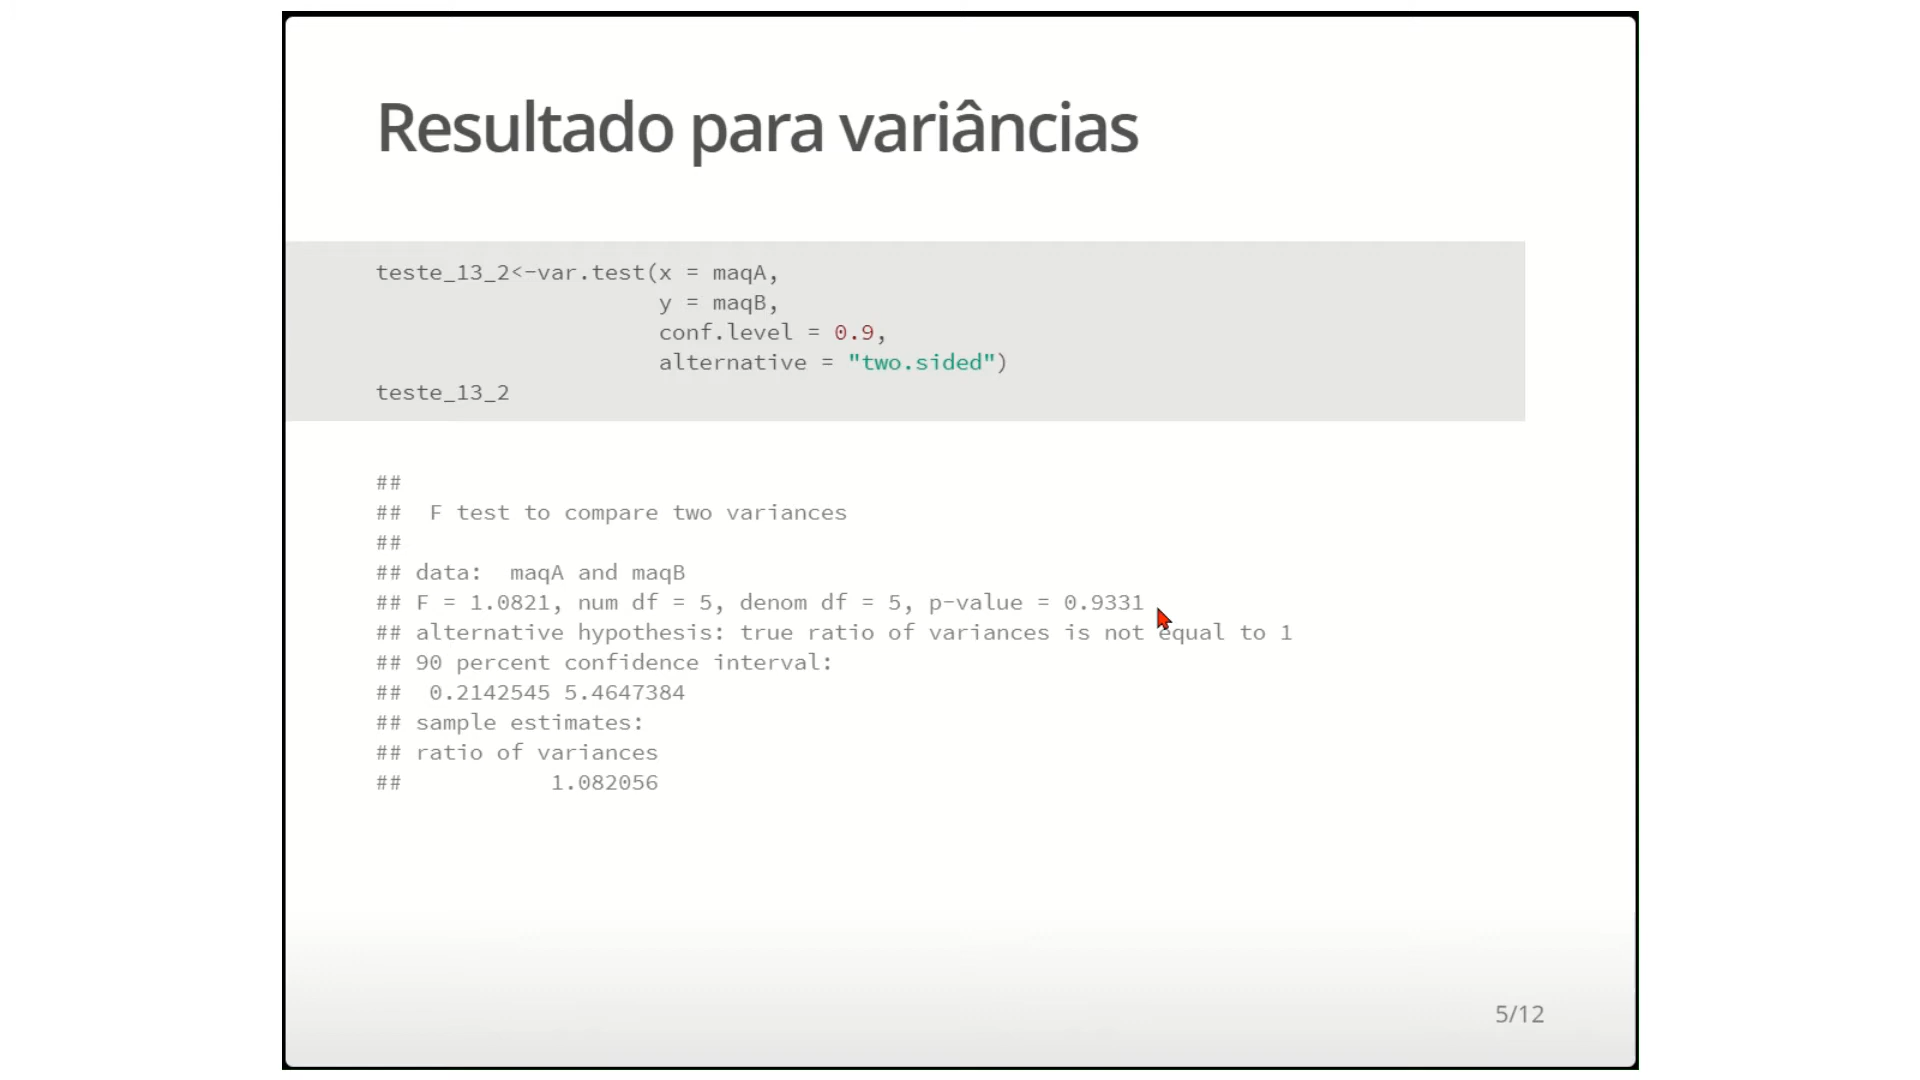 Resultado para variâncias
teste_13_2<-var.test(x = maqA,
y = maqB,
conf.level = 0.9,
alternative = "two.sided")
teste_13_2
##
##  F test to compare two variances
##
## data:  maqA and maqB
## F = 1.0821, num df = 5, denom df = 5, p-value = 0.9331
## alternative hypothesis: true ratio of variances is not equal to 1
## 90 percent confidence interval:
##  0.2142545 5.4647384
## sample estimates:
## ratio of variances
##           1.082056
5/12